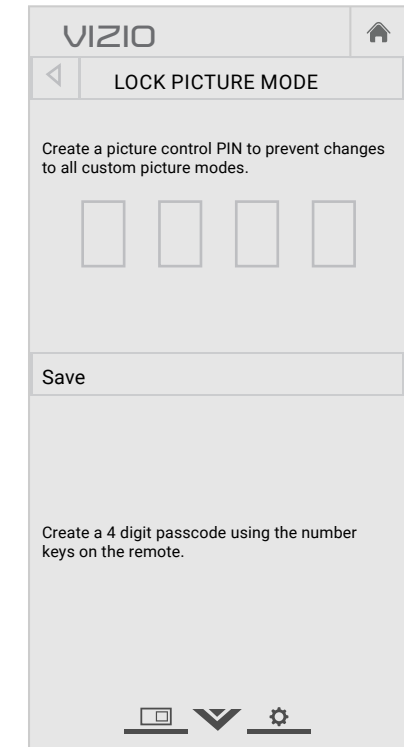 VIZIO
LOCK PICTURE MODE
Create a picture control PIN to prevent changes
to all custom picture modes.
Save
Create a 4 digit passcode using the number
keys on the remote.